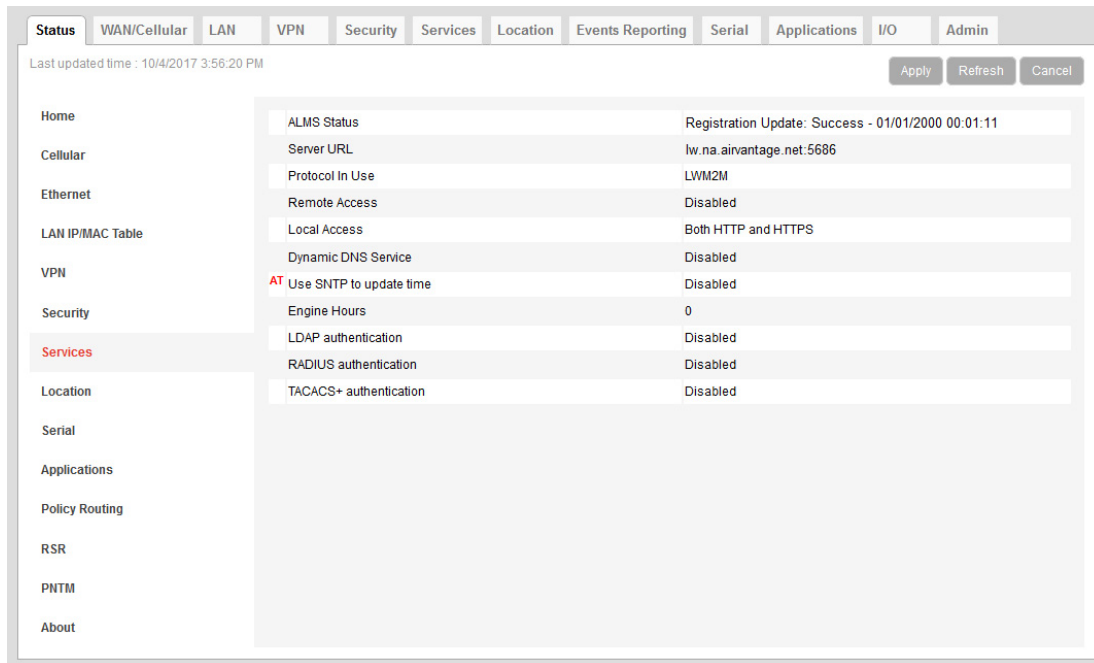 Status WAN/Cellular LAN VPN Security Services Location Events Reporting Serial Applications I/O Admin
Last updated time : 10/4/2017 3:56:20 PM
Apply Refresh Cancel
Home
Cellular
Ethernet
LAN IP/MAC Table
VPN
Security
Services
Location
Serial
Applications
Policy Routing
RSR
PNTM
About
ALMS Status Registration Update: Success - 01/01/2000 00:01:11
Server URL lw.na.airvantage.net:5686
Protocol In Use LWM2M
Remote Access Disabled
Local Access Both HTTP and HTTPS
Dynamic DNS Service Disabled
AT Use SNTP to update time Disabled
Engine Hours 0
LDAP authentication Disabled
RADIUS authentication Disabled
TACACS+ authentication Disabled